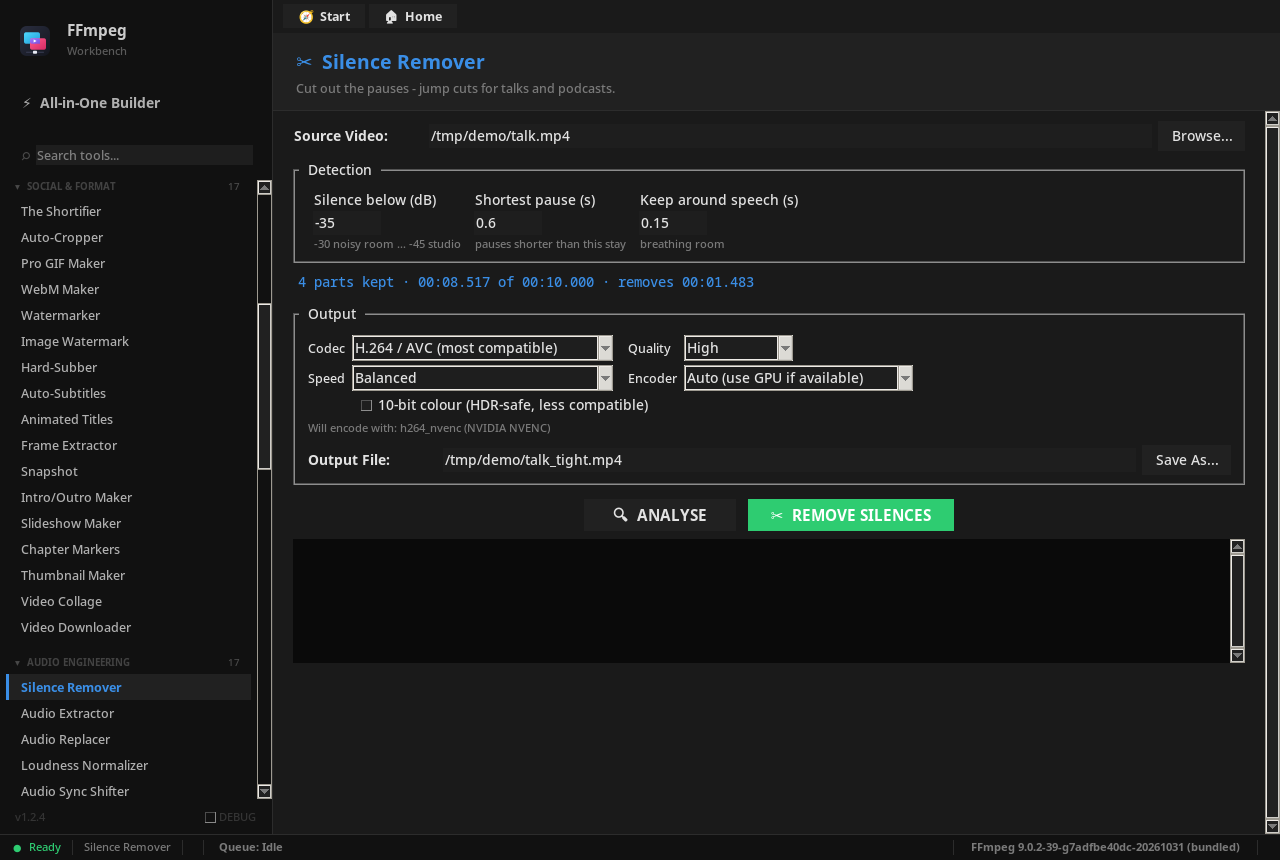 FFmpeg
Workbench
⚡ All-in-One Builder
Search tools...
▾ SOCIAL & FORMAT 17
The Shortifier
Auto-Cropper
Pro GIF Maker
WebM Maker
Watermarker
Image Watermark
Hard-Subber
Auto-Subtitles
Animated Titles
Frame Extractor
Snapshot
Intro/Outro Maker
Slideshow Maker
Chapter Markers
Thumbnail Maker
Video Collage
Video Downloader
▾ AUDIO ENGINEERING 17
Silence Remover
Audio Extractor
Audio Replacer
Loudness Normalizer
Audio Sync Shifter
v1.2.4 DEBUG
Start Home
✂ Silence Remover
Cut out the pauses - jump cuts for talks and podcasts.
Source Video: /tmp/demo/talk.mp4 Browse...
Detection
Silence below (dB) Shortest pause (s) Keep around speech (s)
-35 0.6 0.15
-30 noisy room ... -45 studio pauses shorter than this stay breathing room
4 parts kept · 00:08.517 of 00:10.000 · removes 00:01.483
Output
Codec H.264 / AVC (most compatible) Quality High
Speed Balanced Encoder Auto (use GPU if available)
10-bit colour (HDR-safe, less compatible)
Will encode with: h264_nvenc (NVIDIA NVENC)
Output File: /tmp/demo/talk_tight.mp4 Save As...
ANALYSE ✂ REMOVE SILENCES
Ready Silence Remover Queue: Idle FFmpeg 9.0.2-39-g7adfbe40dc-20261031 (bundled)